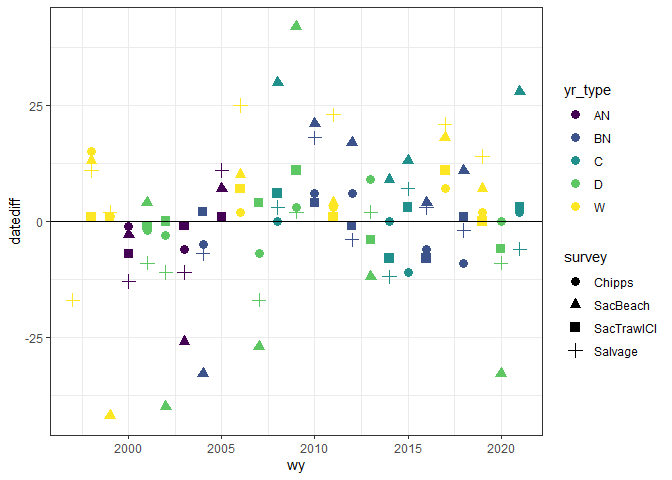 datediff
25
0
-25
2000
2005
2010
2015
2020
wy
yr_type
AN
BN
C
D
W
survey
Chipps
SacBeach
SacTrawlCI
Salvage